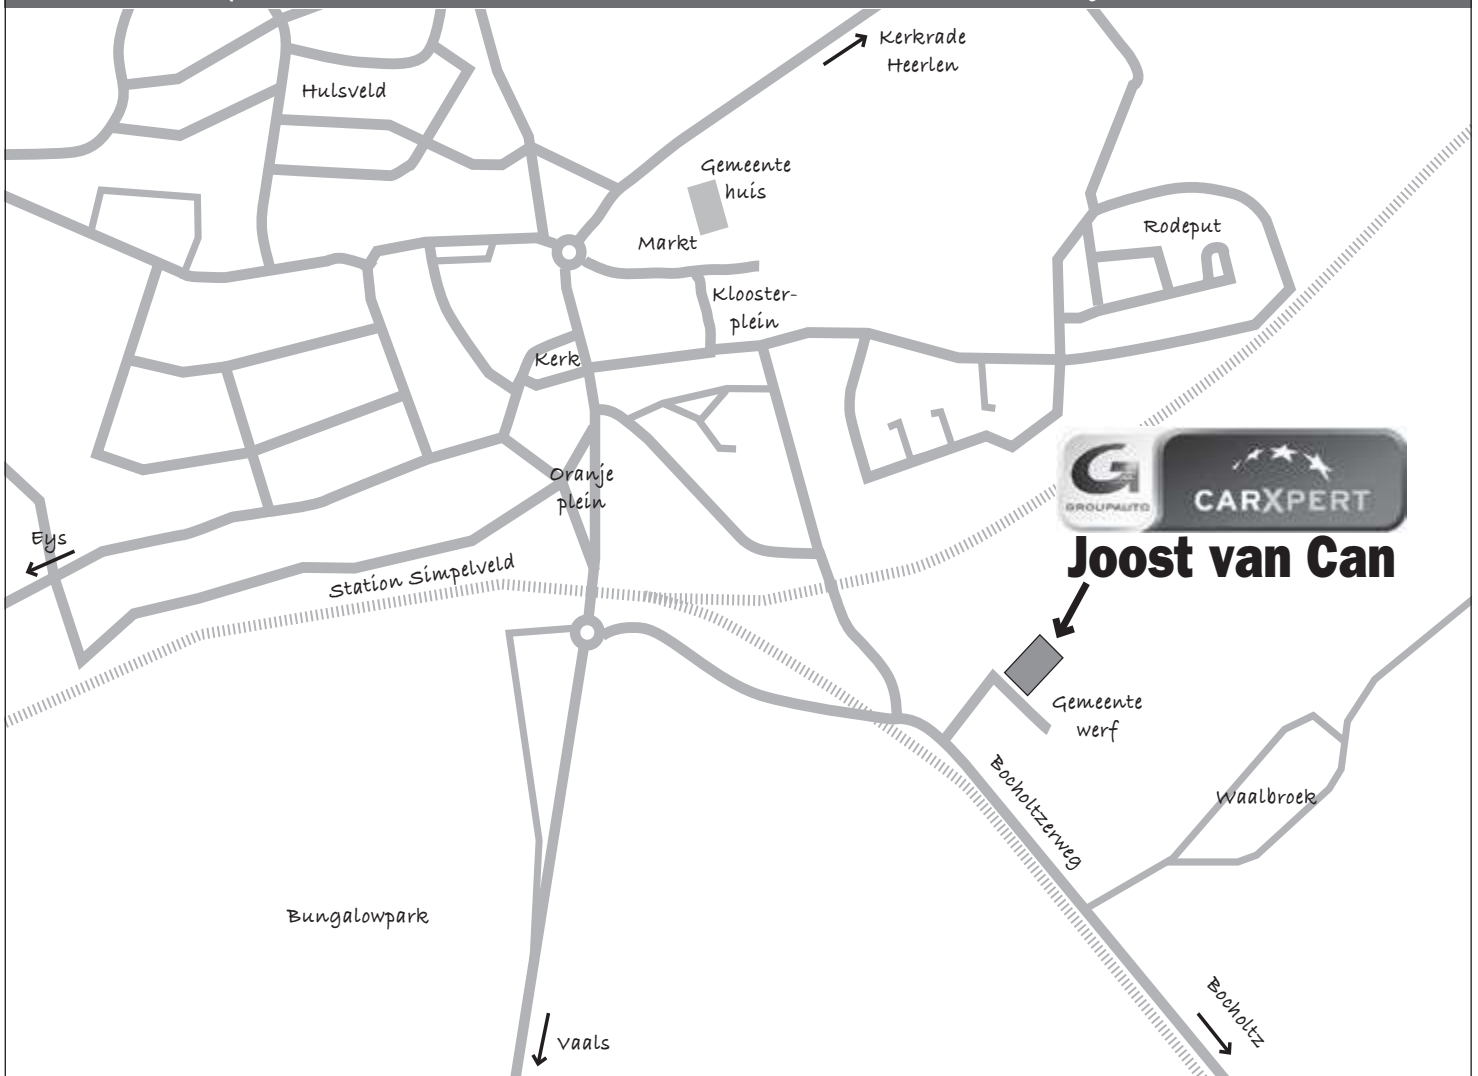 Kerkrade
Heerlen
Hulsveld
Gemeente
huis
Markt
Rodeput
Klooster-
plein
Kerk
GROUPAUTO
CARXPERT
Joost van Can
Oranje
plein
Eys
Station Simpelveld
Gemeente
werf
Bocholtzerweg
Waalbroek
Bungalowpark
Bocholtz
Vaals